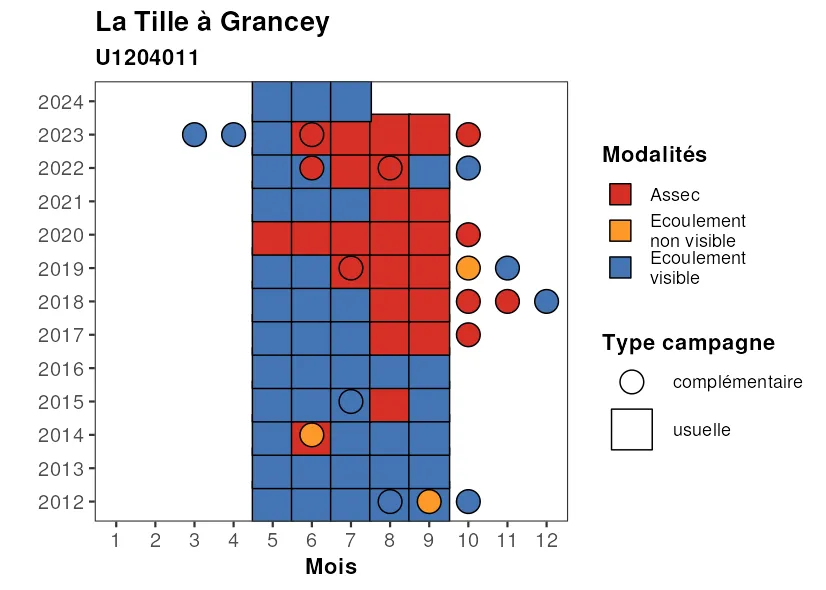 La Tille à Grancey
U1204011
2024
2023
2022
2021
2020
2019
2018
2017
2016
2015
2014
2013
2012
1 2 3 4 5 6 7 8 9 10 11 12
Mois
Modalités
Assec
Ecoulement
non visible
Ecoulement
visible
Type campagne
complémentaire
usuelle